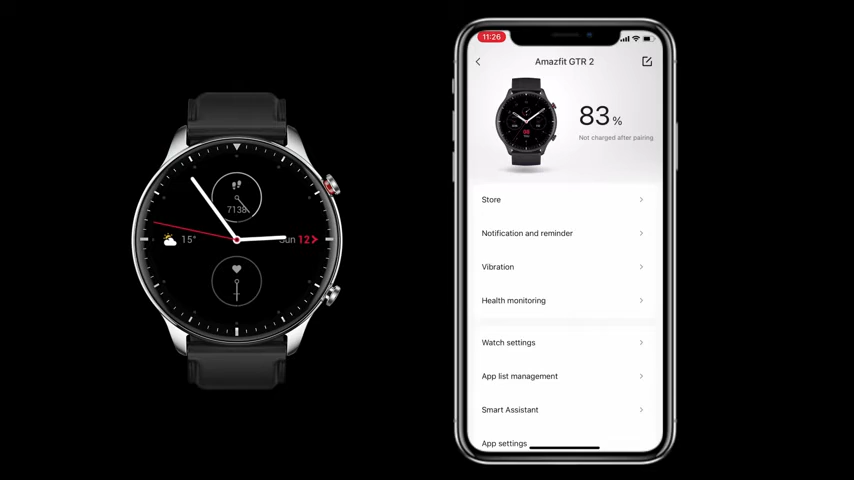 7138
15°
Sun 12
11:26
Amazfit GTR 2
83 %
Not charged after pairing
Store
Notification and reminder
Vibration
Health monitoring
Watch settings
App list management
Smart Assistant
App settings